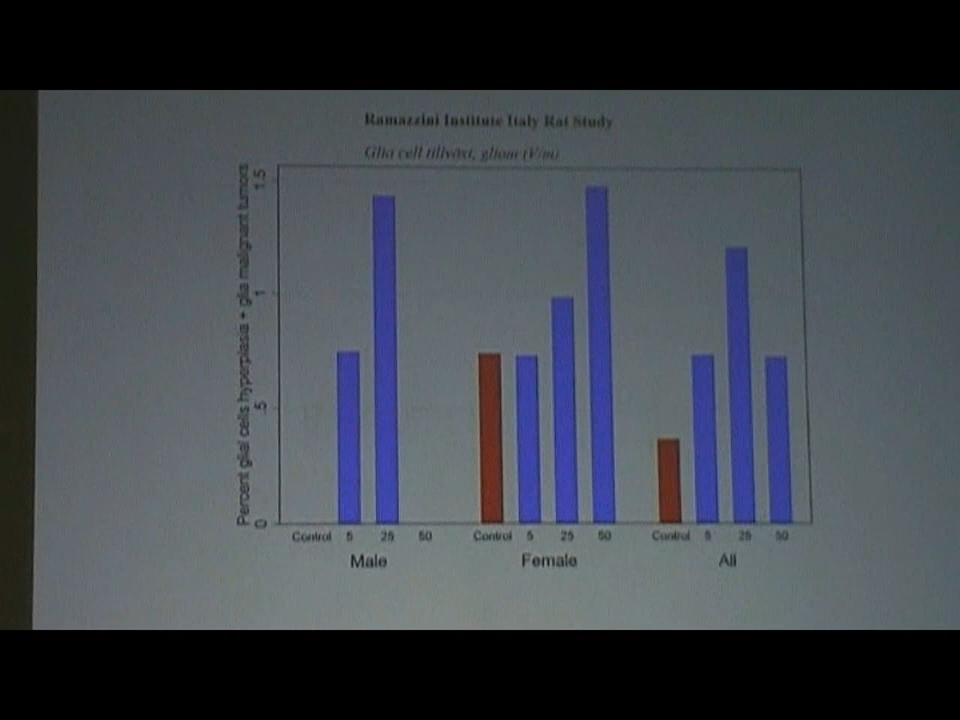 Ramazzini Institute Italy Rat Study
Glia cell tillväxt, gliom (V/m)
Percent glial cells hyperplasia + glia malignant tumors
1.5
1
.5
0
Control 5 25 50 Control 5 25 50 Control 5 25 50
Male Female All